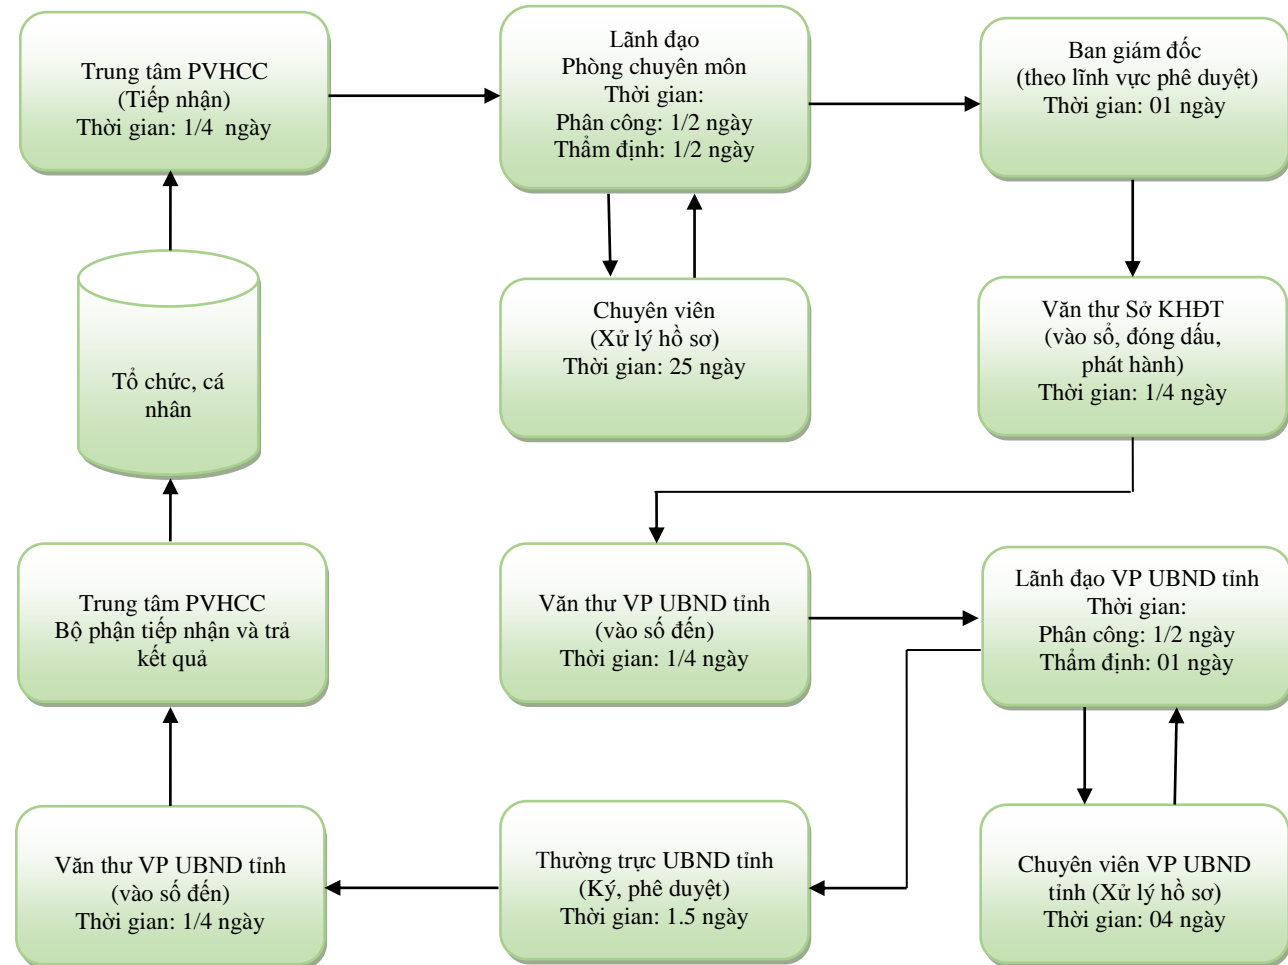 Trung tâm PVHCC
(Tiếp nhận)
Thời gian: 1/4 ngày
Lãnh đạo
Phòng chuyên môn
Thời gian:
Phân công: 1/2 ngày
Thẩm định: 1/2 ngày
Ban giám đốc
(theo lĩnh vực phê duyệt)
Thời gian: 01 ngày
Chuyên viên
(Xử lý hồ sơ)
Thời gian: 25 ngày
Văn thư Sở KHĐT
(vào sổ, đóng dấu,
phát hành)
Thời gian: 1/4 ngày
Tổ chức, cá
nhân
Trung tâm PVHCC
Bộ phận tiếp nhận và trả
kết quả
Văn thư VP UBND tỉnh
(vào số đến)
Thời gian: 1/4 ngày
Lãnh đạo VP UBND tỉnh
Thời gian:
Phân công: 1/2 ngày
Thẩm định: 01 ngày
Văn thư VP UBND tỉnh
(vào số đến)
Thời gian: 1/4 ngày
Thường trực UBND tỉnh
(Ký, phê duyệt)
Thời gian: 1.5 ngày
Chuyên viên VP UBND
tỉnh (Xử lý hồ sơ)
Thời gian: 04 ngày